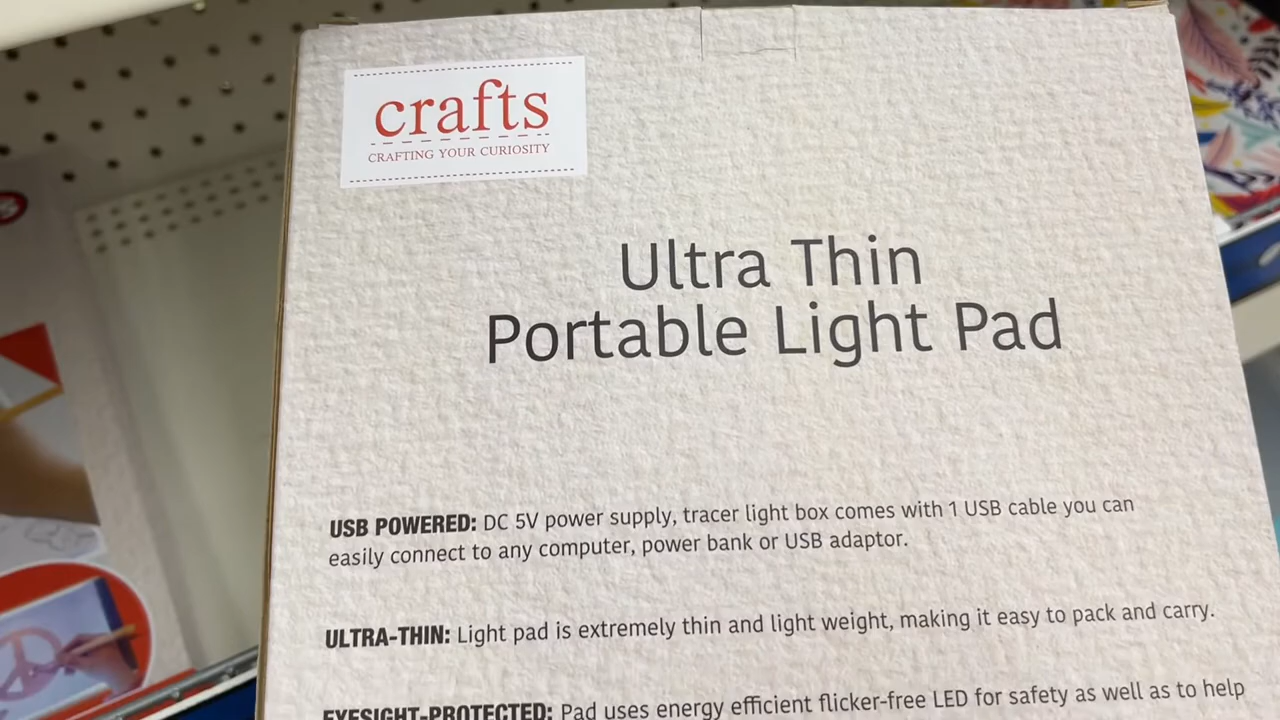 crafts
CRAFTING YOUR CURIOSITY
Ultra Thin
Portable Light Pad
USB POWERED: DC 5V power supply, tracer light box comes with 1 USB cable you can
easily connect to any computer, power bank or USB adaptor.
ULTRA-THIN: Light pad is extremely thin and light weight, making it easy to pack and carry.
EYESIGHT-PROTECTED: Pad uses energy efficient flicker-free LED for safety as well as to help